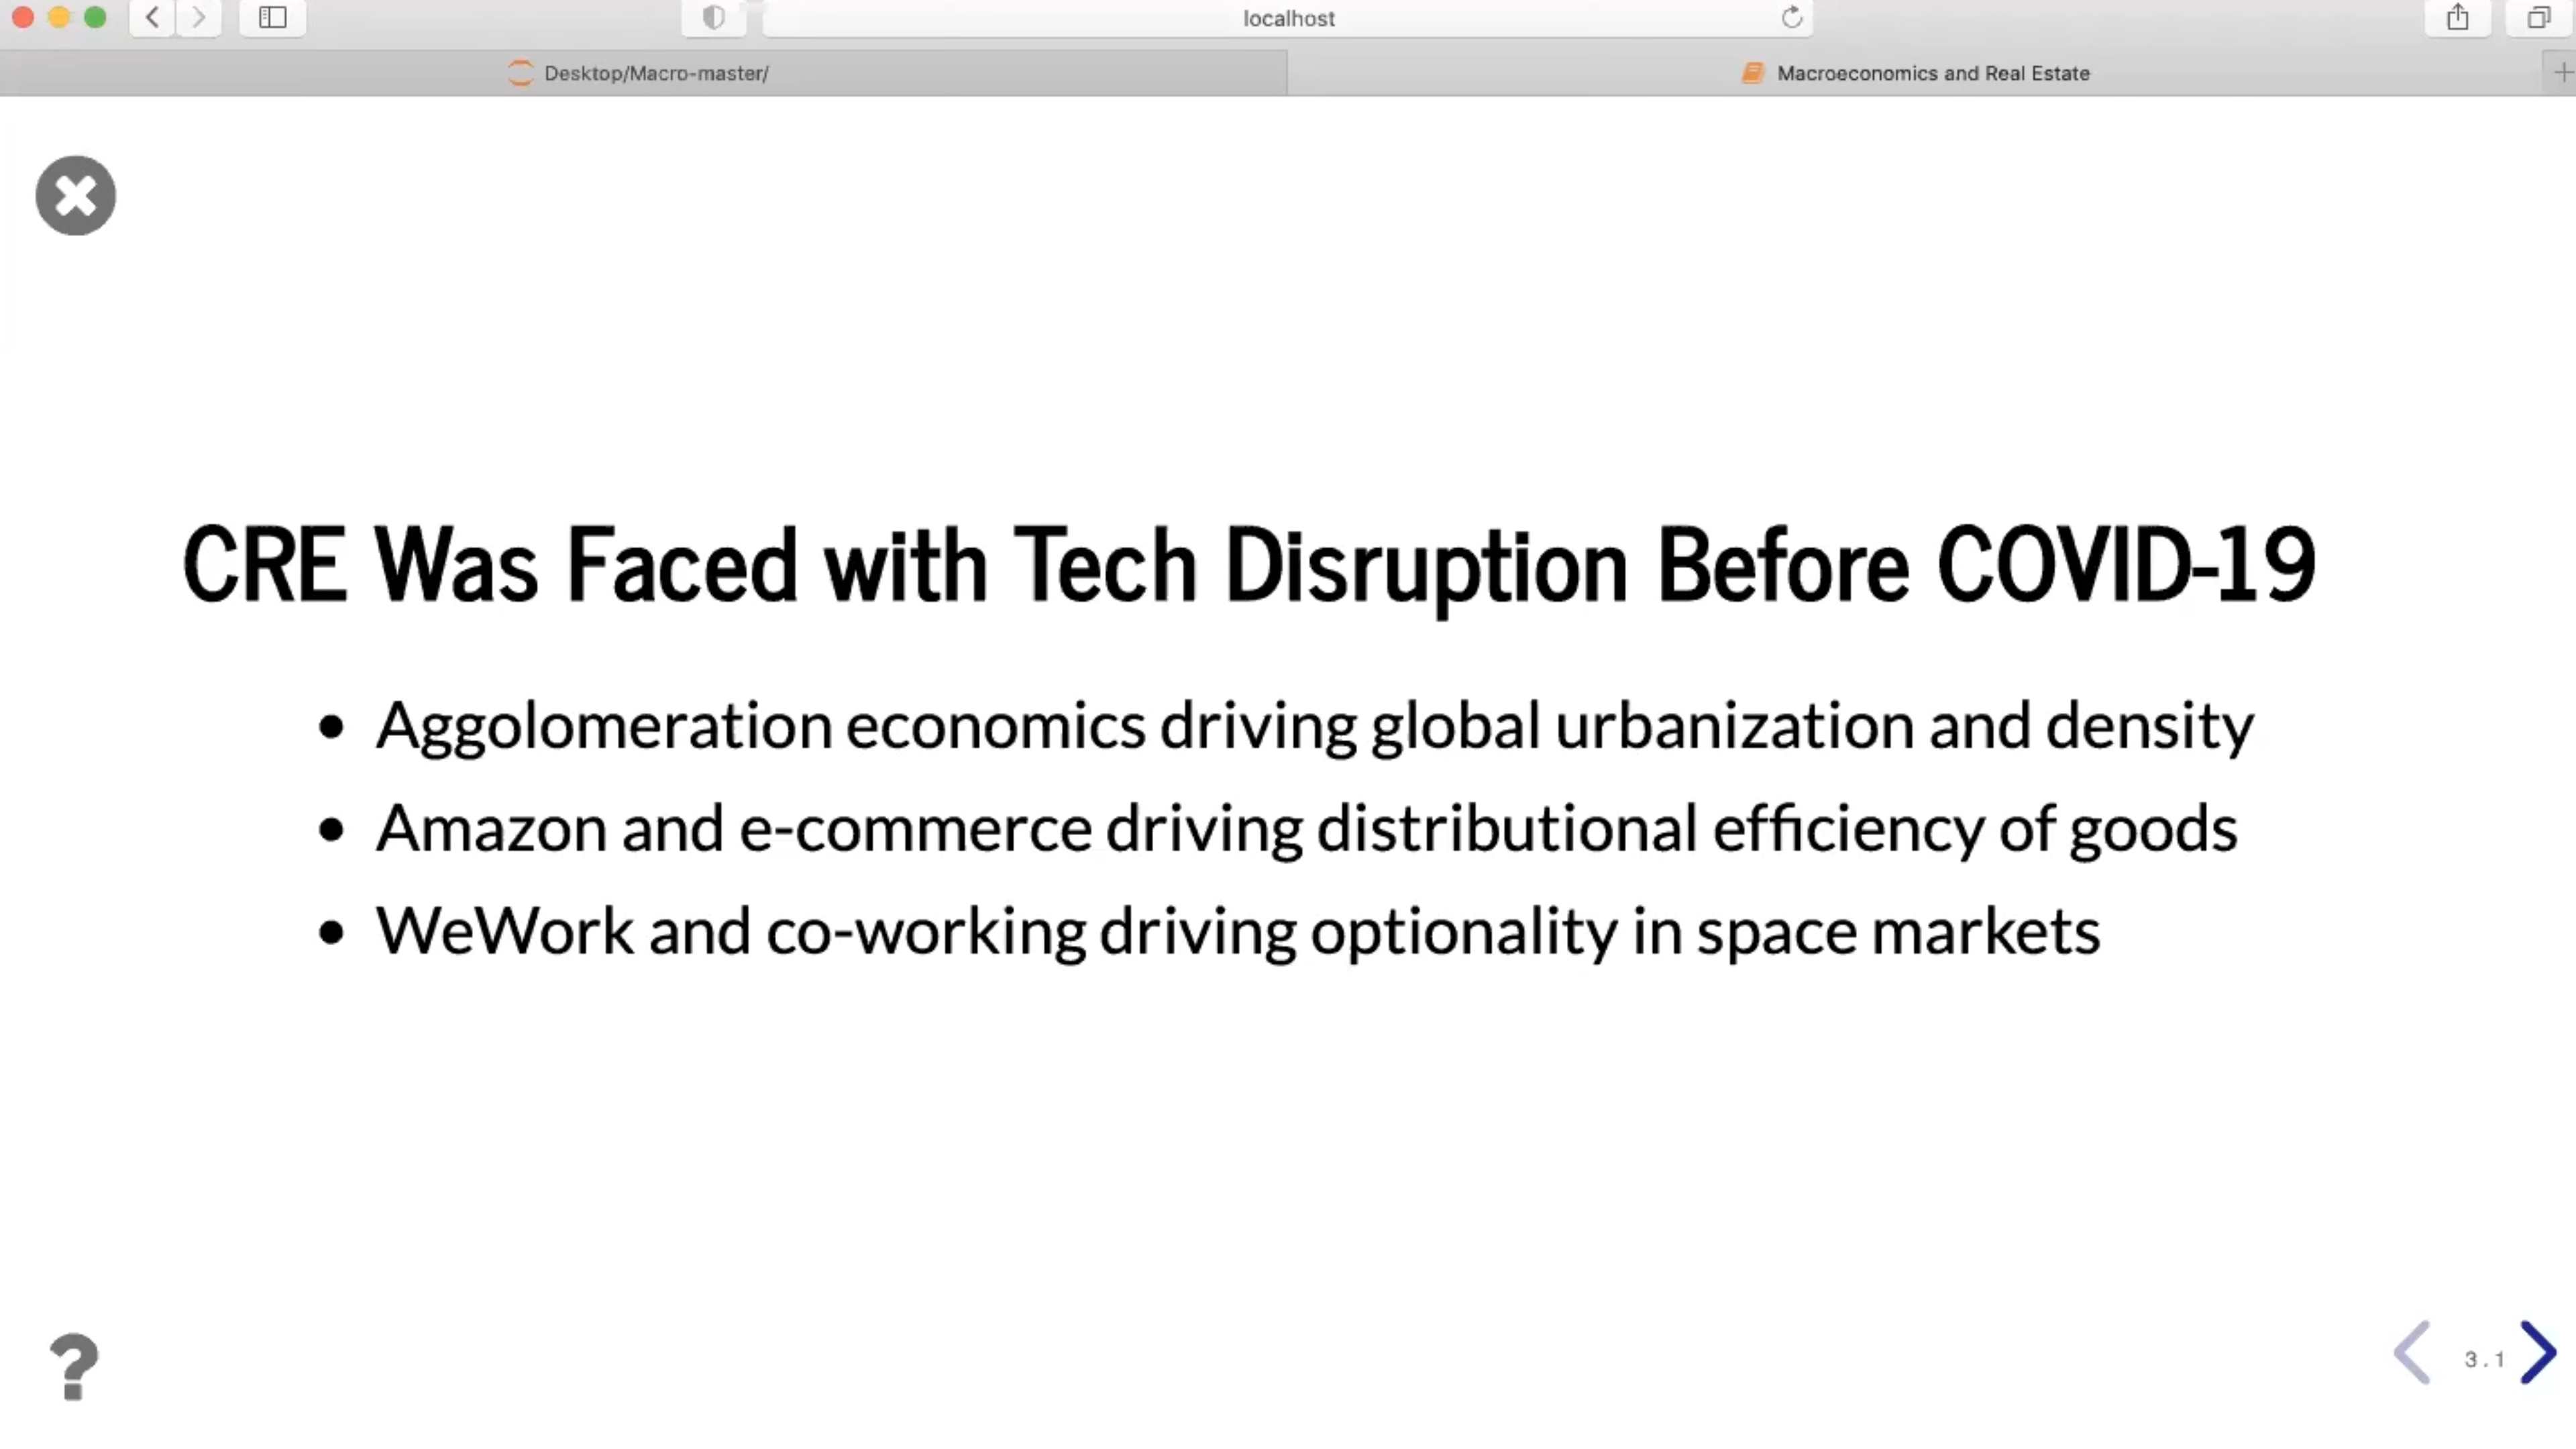 localhost
Desktop/Macro-master/
Macroeconomics and Real Estate
CRE Was Faced with Tech Disruption Before COVID-19
• Aggolomeration economics driving global urbanization and density
• Amazon and e-commerce driving distributional efficiency of goods
• WeWork and co-working driving optionality in space markets
?
3.1